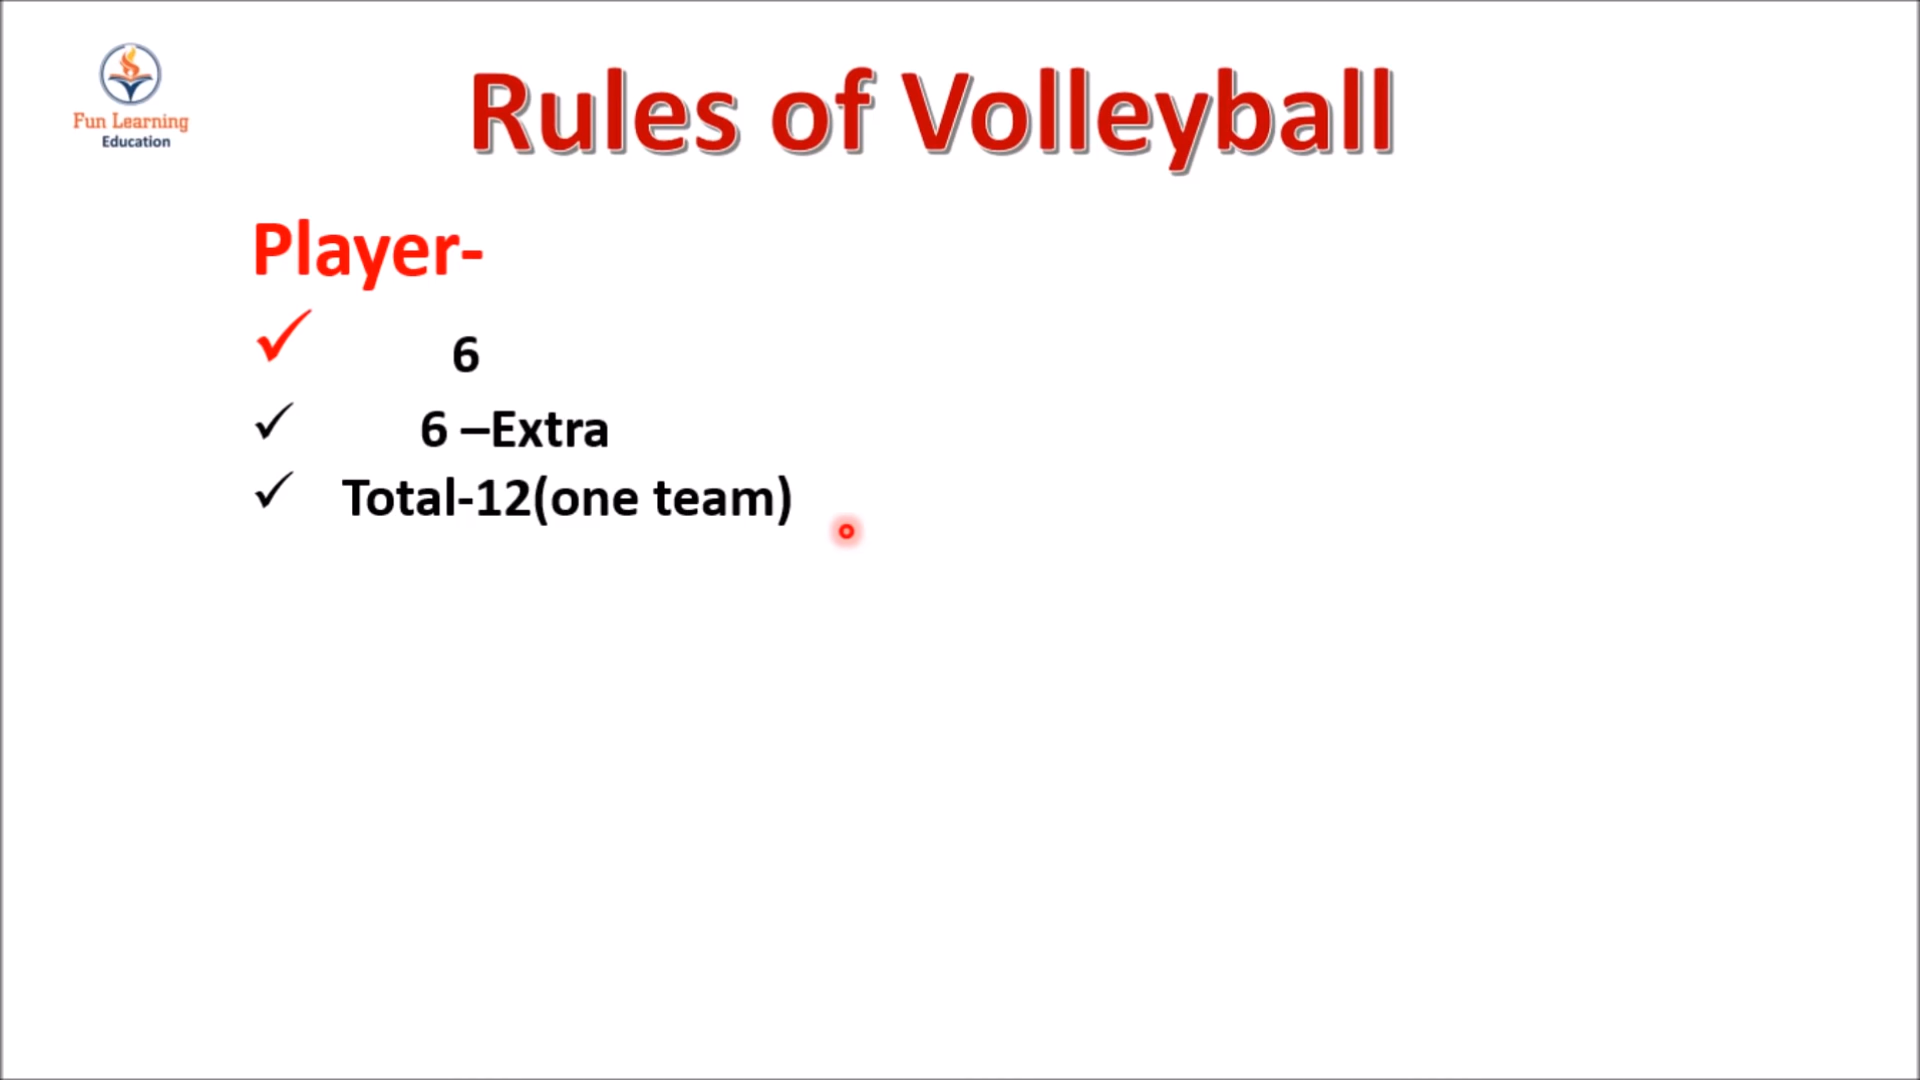 Fun Learning
Education
Rules of Volleyball
Player-
6
6 –Extra
Total-12(one team)